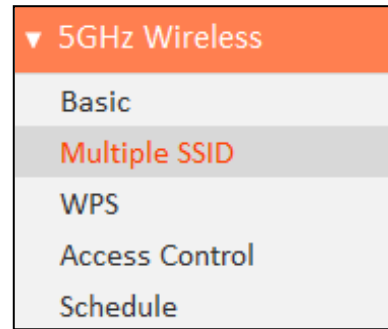 ▼ 5GHz Wireless
Basic
Multiple SSID
WPS
Access Control
Schedule